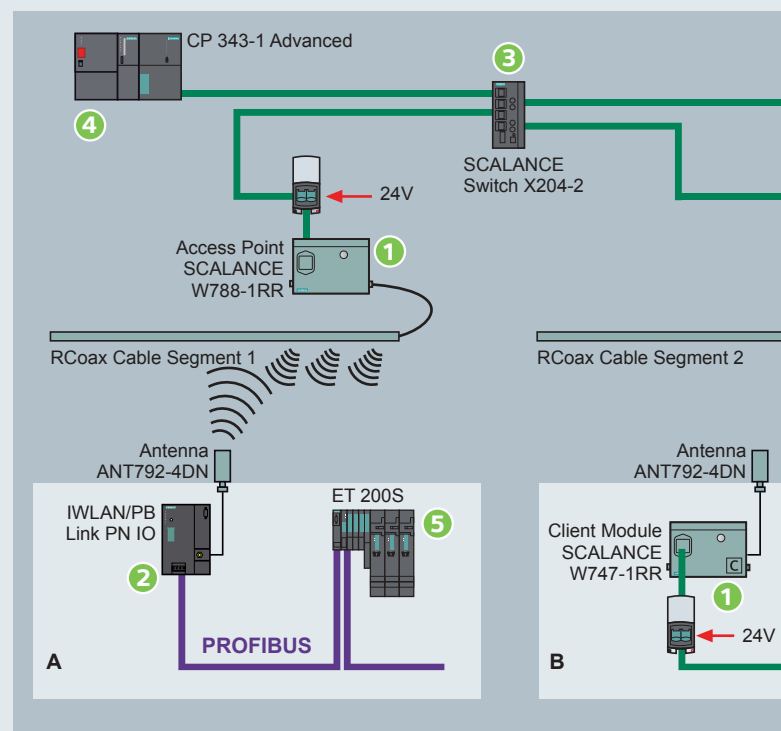 CP 343-1 Advanced
3
4
SCALANCE
Switch X204-2
24V
Access Point
SCALANCE
W788-1RR
1
RCoax Cable Segment 1
RCoax Cable Segment 2
Antenna
ANT792-4DN
Antenna
ANT792-4DN
IWLAN/PB
Link PN IO
2
ET 200S
5
PROFIBUS
A
Client Module
SCALANCE
W747-1RR
C
1
24V
B